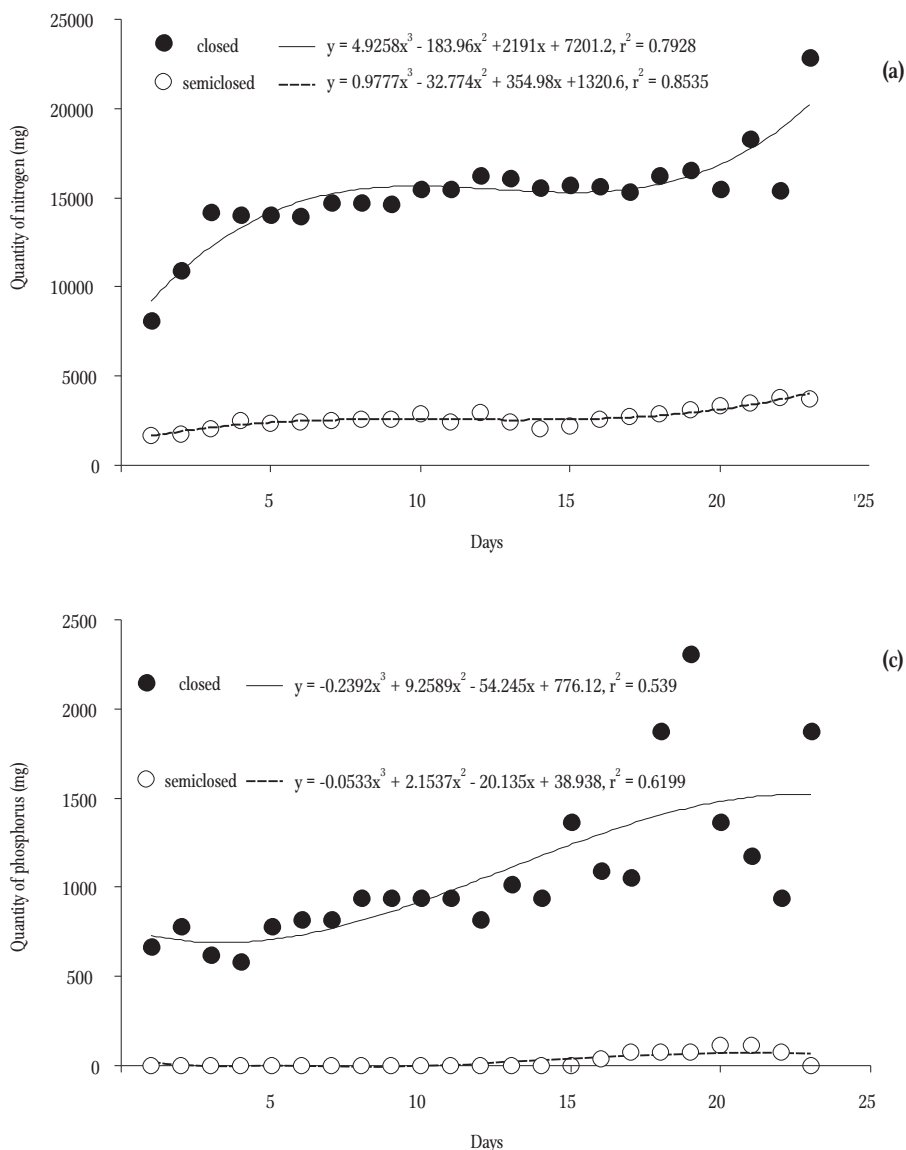 25000
closed y = 4.9258x³ - 183.96x² +2191x + 7201.2, r² = 0.7928
(a)
semiclosed y = 0.9777x³ - 32.774x² + 354.98x +1320.6, r² = 0.8535
20000
15000
10000
5000
0
Quantity of nitrogen (mg)
5 10 15 20 '25
Days
2500
(c)
closed y = -0.2392x³ + 9.2589x² - 54.245x + 776.12, r² = 0.539
2000
semiclosed y = -0.0533x³ + 2.1537x² - 20.135x + 38.938, r² = 0.6199
1500
1000
500
0
Quantity of phosphorus (mg)
5 10 15 20 25
Days